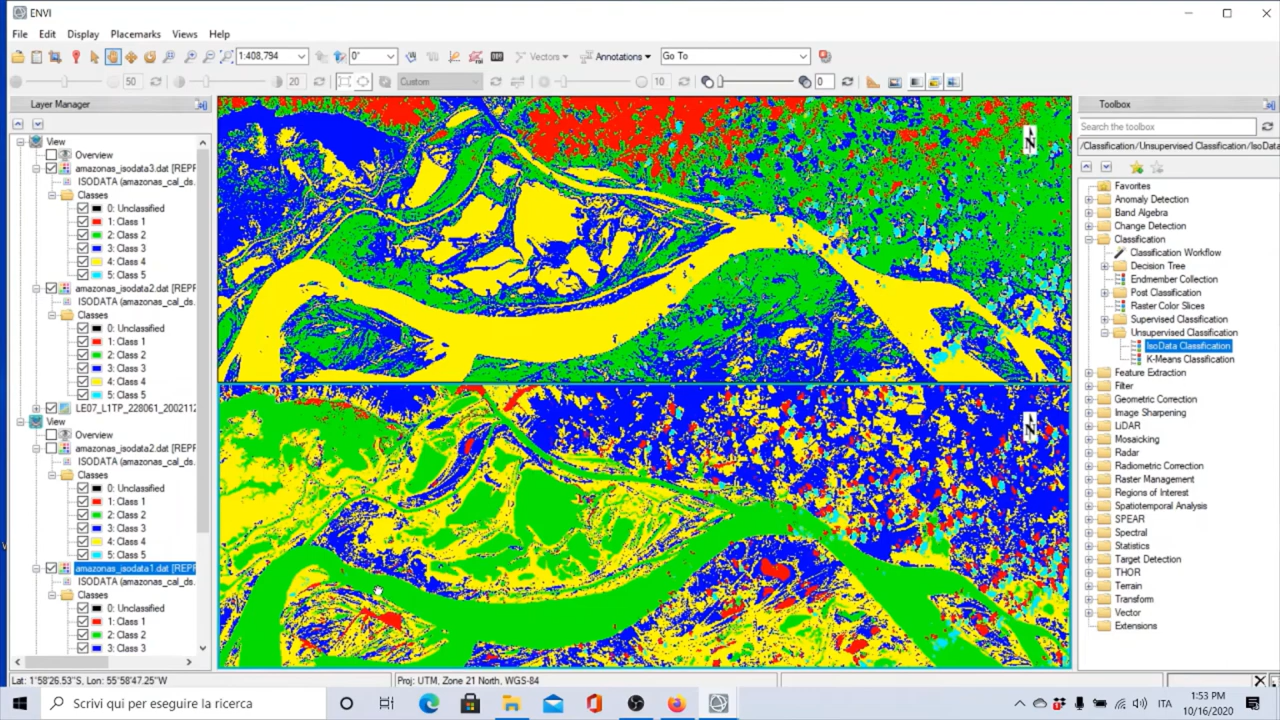 ENVI
File Edit Display Placemarks Views Help
1:408,794 0° Vectors Annotations Go To
50 20 Custom 10 0
Layer Manager
View
Overview
amazonas_isodata3.dat [REPR
ISODATA (amazonas_cal_ds.
Classes
0: Unclassified
1: Class 1
2: Class 2
3: Class 3
4: Class 4
5: Class 5
amazonas_isodata2.dat [REPR
ISODATA (amazonas_cal_ds.
Classes
0: Unclassified
1: Class 1
2: Class 2
3: Class 3
4: Class 4
5: Class 5
LE07_L1TP_228061_2002112
View
Overview
amazonas_isodata2.dat [REPR
ISODATA (amazonas_cal_ds.
Classes
0: Unclassified
1: Class 1
2: Class 2
3: Class 3
4: Class 4
5: Class 5
amazonas_isodata1.dat [REPR
ISODATA (amazonas_cal_ds.
Classes
0: Unclassified
1: Class 1
2: Class 2
3: Class 3
N
N
Toolbox
Search the toolbox
/Classification/Unsupervised Classification/IsoData
Favorites
Anomaly Detection
Band Algebra
Change Detection
Classification
Classification Workflow
Decision Tree
Endmember Collection
Post Classification
Raster Color Slices
Supervised Classification
Unsupervised Classification
IsoData Classification
K-Means Classification
Feature Extraction
Filter
Geometric Correction
Image Sharpening
LiDAR
Mosaicking
Radar
Radiometric Correction
Raster Management
Regions of Interest
Spatiotemporal Analysis
SPEAR
Spectral
Statistics
Target Detection
THOR
Terrain
Transform
Vector
Extensions
Lat: 1°58'26.53"S, Lon: 55°58'47.25"W
Proj: UTM, Zone 21 North, WGS-84
Scrivi qui per eseguire la ricerca
ITA
1:53 PM
10/16/2020